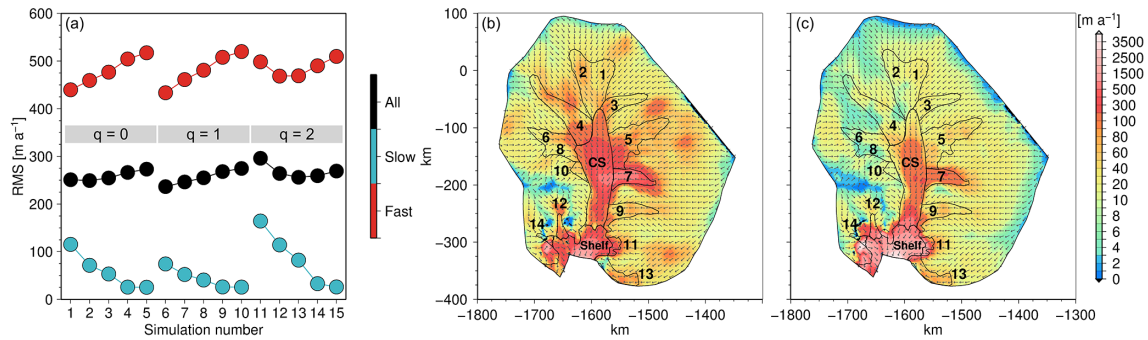 (a)
600
500
400
300
200
100
0
RMS [m a⁻¹]
q = 0 q = 1 q = 2
1 2 3 4 5 6 7 8 9 10 11 12 13 14 15
Simulation number
All
Slow
Fast
(b)
100
0
−100
−200
−300
−400
km
2 1
3
4
6 5
8
CS
10 7
12 9
14
Shelf 11
13
−1800 −1700 −1600 −1500 −1400
km
(c)
2 1
3
4
6 5
8
CS
10 7
12 9
14
Shelf 11
13
−1800 −1700 −1600 −1500 −1400 −1300
km
[m a⁻¹]
3500
2500
1500
500
300
100
80
60
40
20
10
8
6
4
2
0